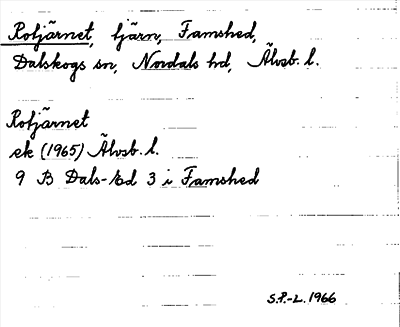 Rotjärnet, tjärn, Famshed,
Dalskogs sn, Nordals hd, Älvsb. l.
Rotjärnet
ek (1965) Älvsb. l.
9 B Dals-Ed 3 i Famshed
S.P.-L. 1966